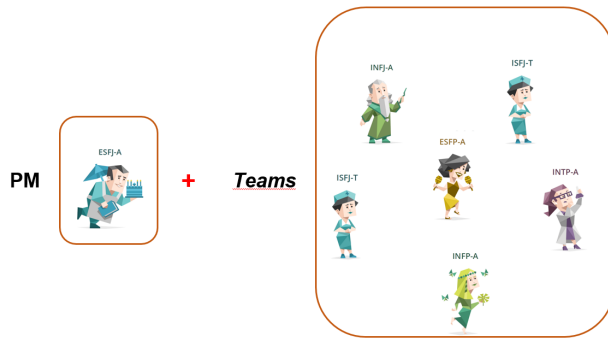 INFJ-A
ISFJ-T
ESFJ-A
ESFP-A
PM
+
Teams
ISFJ-T
INTP-A
INFP-A